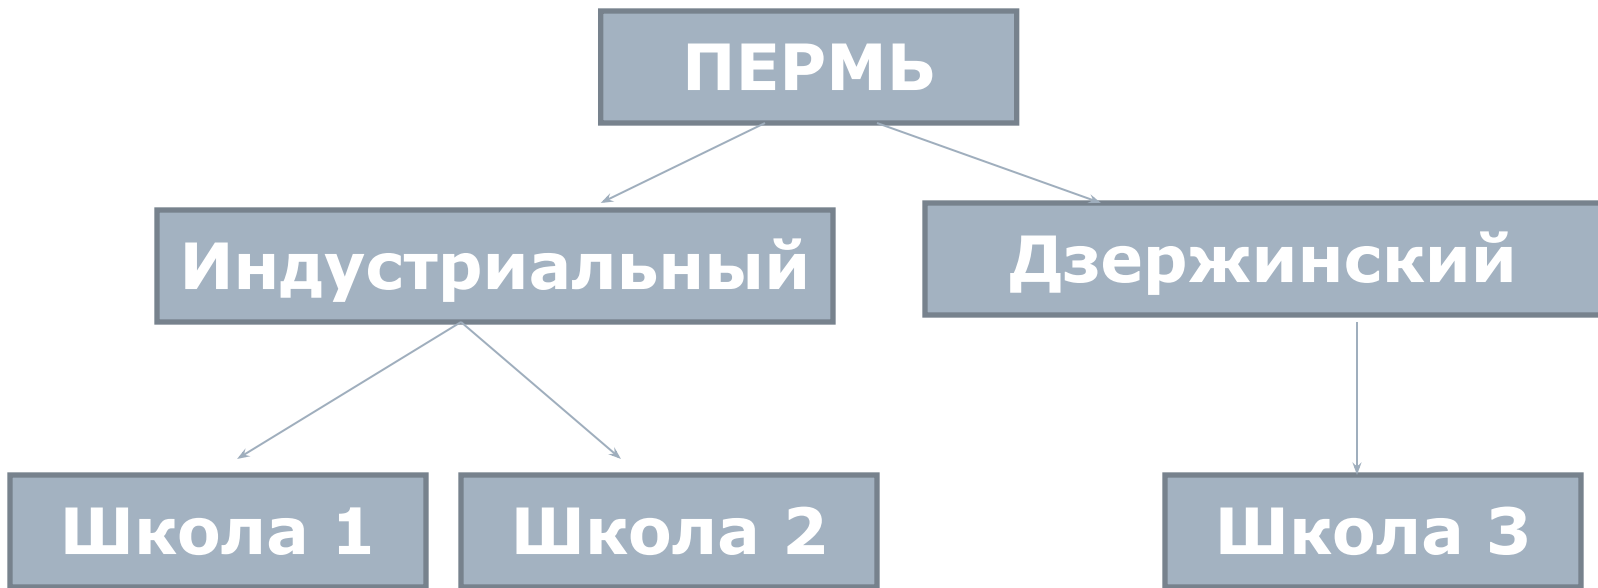 ПЕРМЬ
Индустриальный
Дзержинский
Школа 1
Школа 2
Школа 3